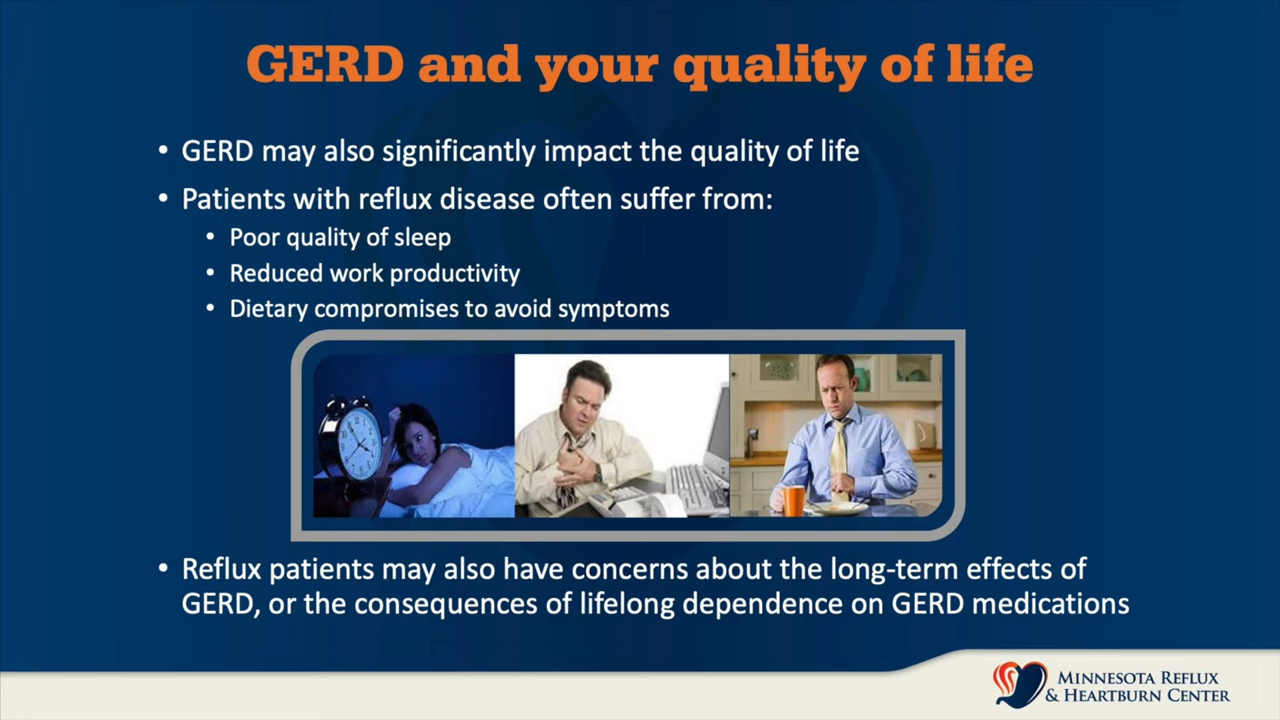 GERD and your quality of life
• GERD may also significantly impact the quality of life
• Patients with reflux disease often suffer from:
• Poor quality of sleep
• Reduced work productivity
• Dietary compromises to avoid symptoms
• Reflux patients may also have concerns about the long-term effects of
GERD, or the consequences of lifelong dependence on GERD medications
MINNESOTA REFLUX
& HEARTBURN CENTER